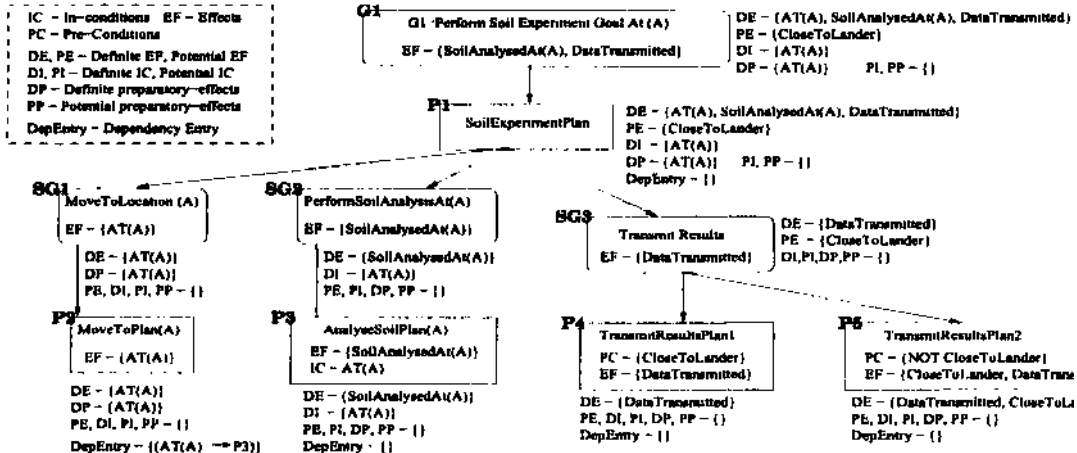 IC - In-conditions EF - Effects
PC - Pre-Conditions
DE, PE - Definite EF, Potential EF
DI, PI - Definite IC, Potential IC
DP - Definite preparatory-effects
PP - Potential preparatory-effects
DepEntry - Dependency Entry
G1
G1 Perform Soil Experiment Goal At (A)
EF - {SoilAnalysedAt(A), DataTransmitted}
DE - {AT(A), SoilAnalysedAt(A), DataTransmitted}
PE - {CloseToLander}
DI - {AT(A)}
DP - {AT(A)} PI, PP - {}
P1
SoilExperimentPlan
DE - {AT(A), SoilAnalysedAt(A), DataTransmitted}
PE - {CloseToLander}
DI - {AT(A)}
DP - {AT(A)} PI, PP - {}
DepEntry - {}
SG1
MoveToLocation (A)
EF - {AT(A)}
DE - {AT(A)}
DP - {AT(A)}
PE, DI, PI, PP - {}
SG2
PerformSoilAnalysisAt(A)
EF - {SoilAnalysedAt(A)}
DE - {SoilAnalysedAt(A)}
DI - {AT(A)}
PE, PI, DP, PP - {}
SG3
Transmit Results
EF - {DataTransmitted}
DE - {DataTransmitted}
PE - {CloseToLander}
DI,PI,DP,PP - {}
P2
MoveToPlan(A)
EF - {AT(A)}
DE - {AT(A)}
DP - {AT(A)}
PE, DI, PI, PP - {}
DepEntry - {(AT(A) → P3)}
P3
AnalyseSoilPlan(A)
EF - {SoilAnalysedAt(A)}
IC - AT(A)
DE - {SoilAnalysedAt(A)}
DI - {AT(A)}
PE, PI, DP, PP - {}
DepEntry - {}
P4
TransmitResultsPlan1
PC - {CloseToLander}
EF - {DataTransmitted}
DE - {DataTransmitted}
PE, DI, PI, DP, PP - {}
DepEntry - {}
P5
TransmitResultsPlan2
PC - {NOT CloseToLander}
EF - {CloseToLander, DataTrans
DE - {DataTransmitted, CloseToLa
PE, DI, PI, DP, PP - {}
DepEntry - {}